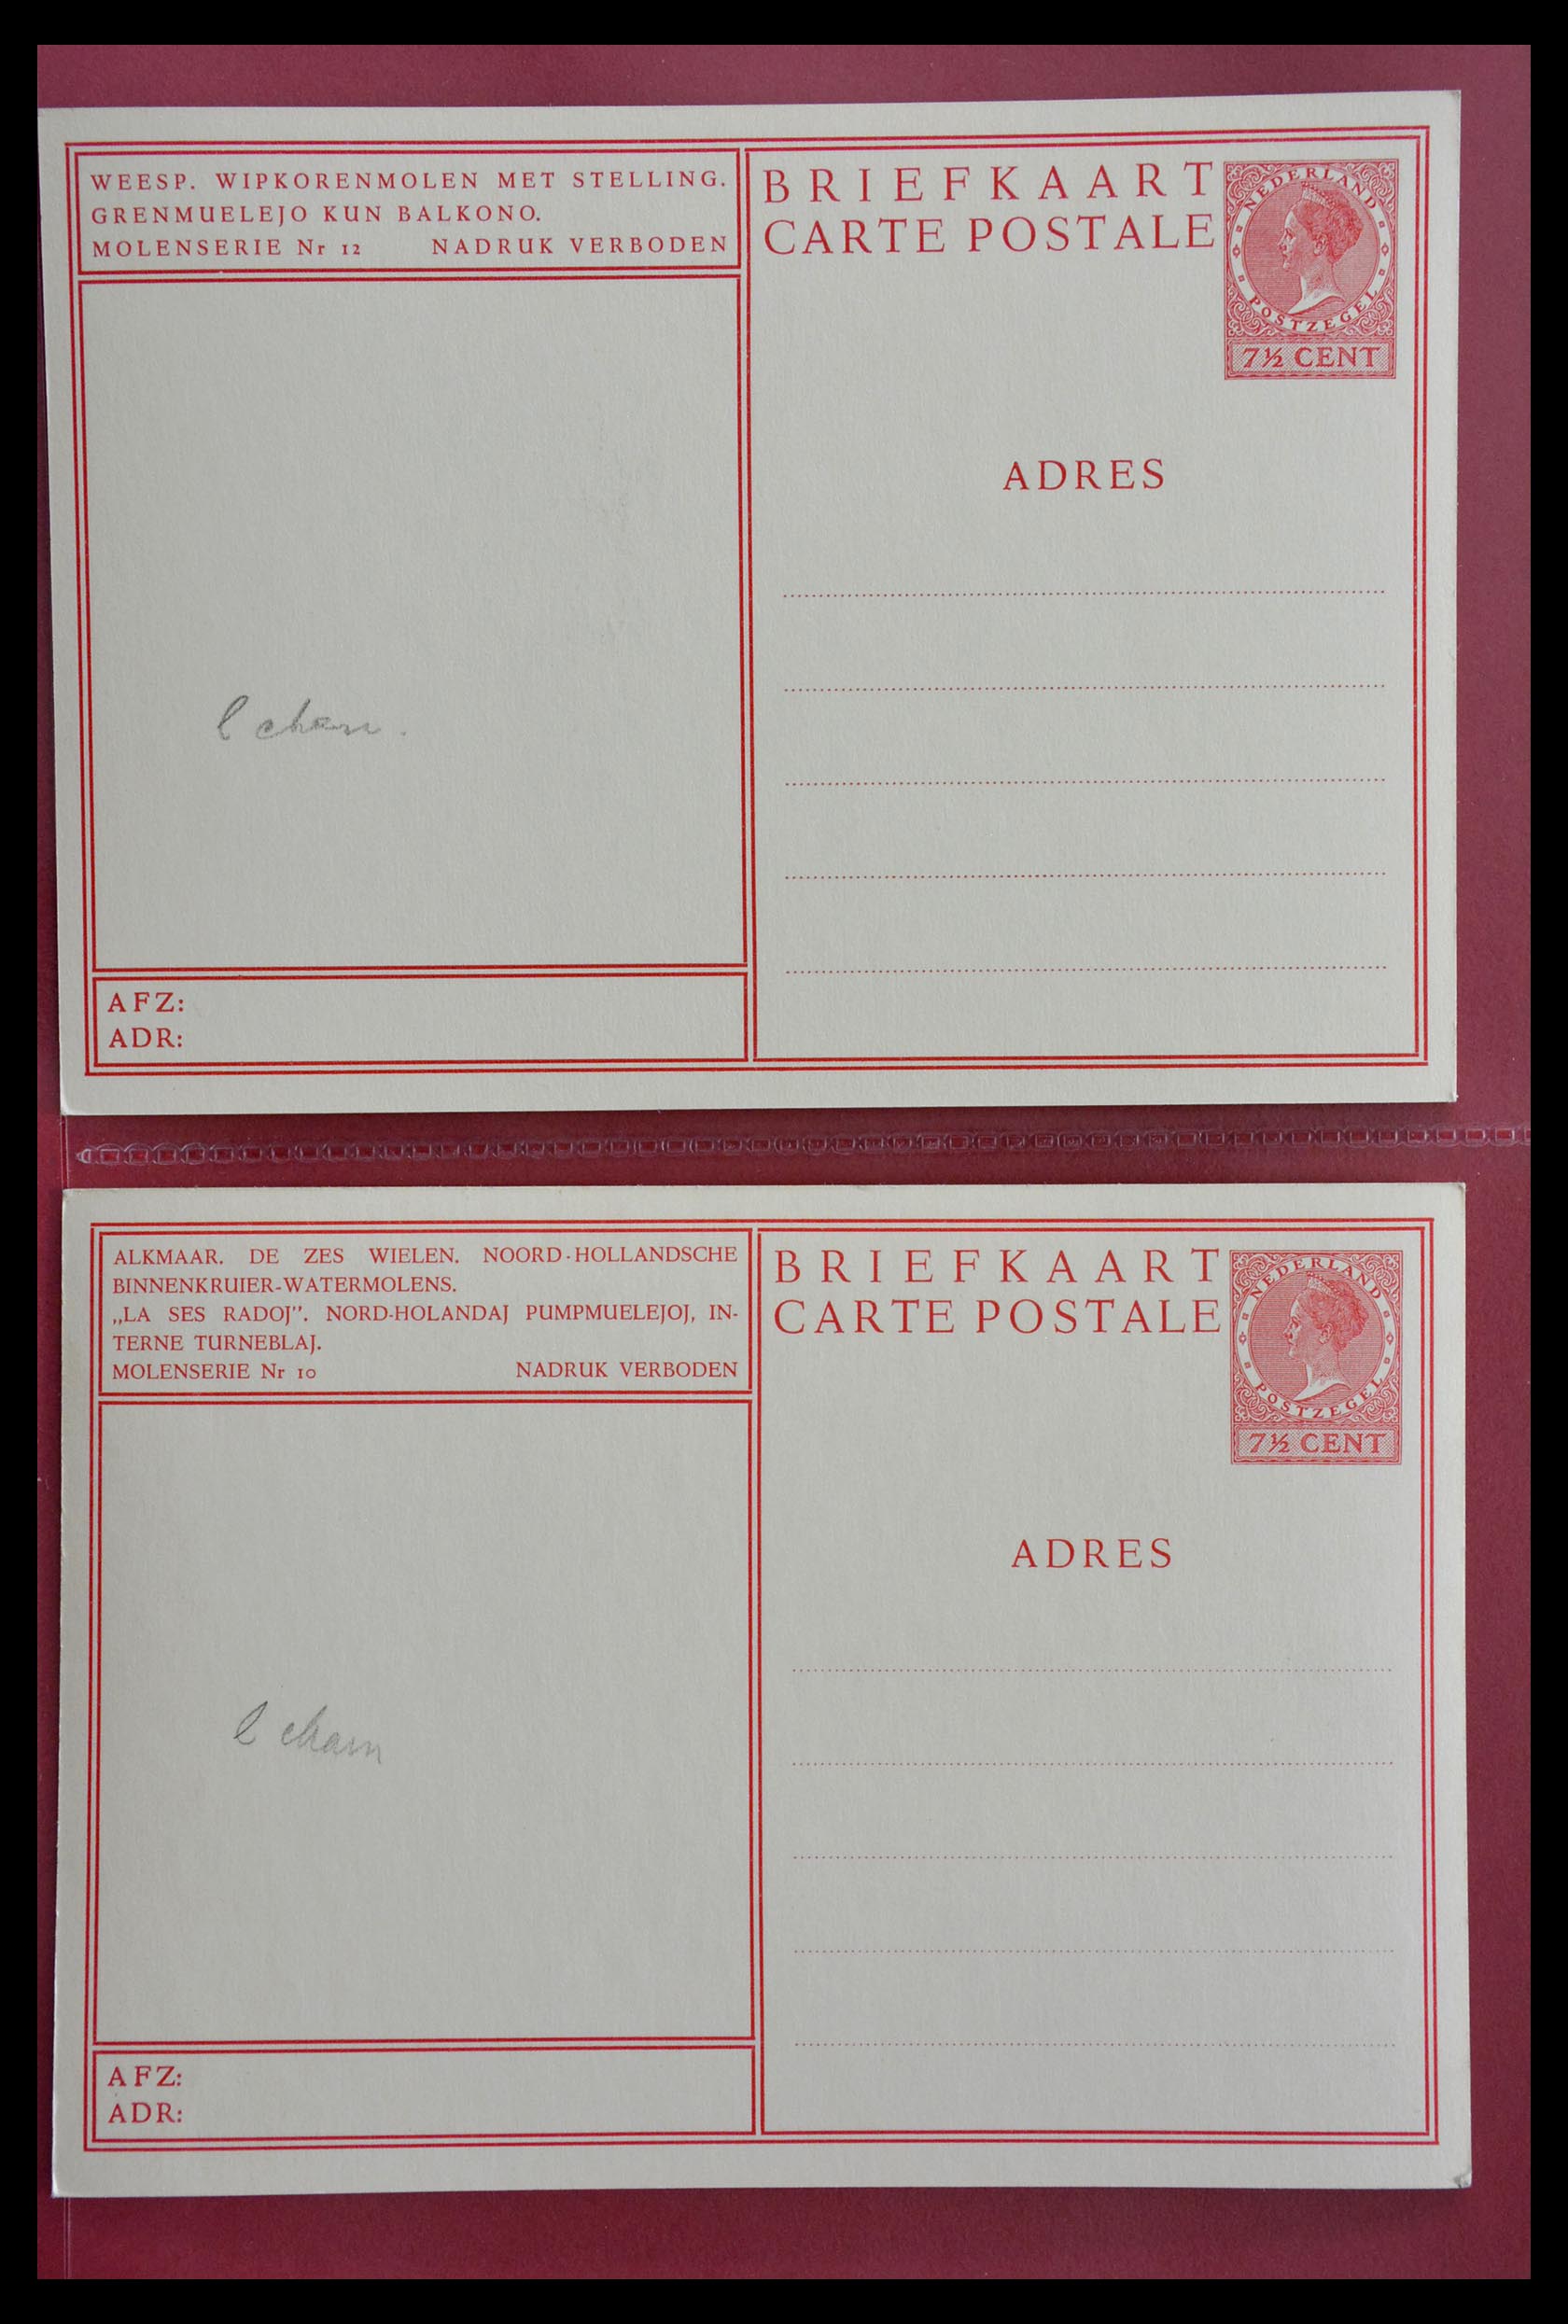 WEESP. WIPKORENMOLEN MET STELLING.
GRENMUELEJO KUN BALKONO.
MOLENSERIE Nr 12 NADRUK VERBODEN
BRIEFKAART
CARTE POSTALE
NEDERLAND
POSTZEGEL
7½ CENT
ADRES
AFZ:
ADR:
ALKMAAR. DE ZES WIELEN. NOORD-HOLLANDSCHE
BINNENKRUIER-WATERMOLENS.
„LA SES RADOJ”. NORD-HOLANDAJ PUMPMUELEJOJ, IN-
TERNE TURNEBLAJ.
MOLENSERIE Nr 10 NADRUK VERBODEN
BRIEFKAART
CARTE POSTALE
NEDERLAND
POSTZEGEL
7½ CENT
ADRES
AFZ:
ADR: